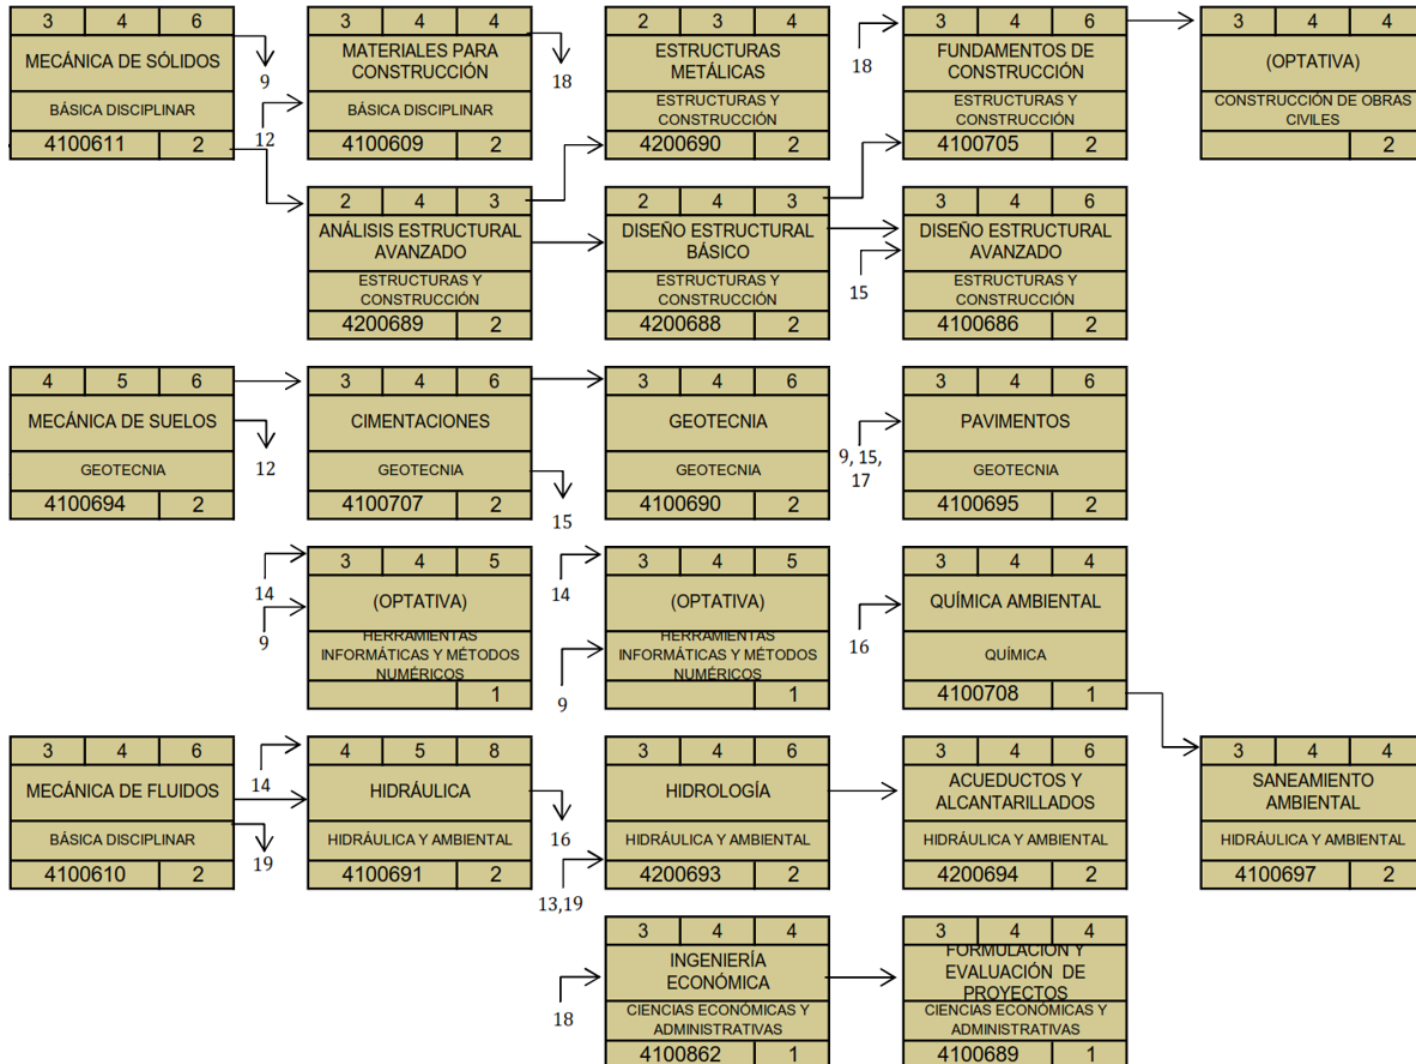 3 4 6
MECÁNICA DE SÓLIDOS
BÁSICA DISCIPLINAR
4100611 2
9
12
3 4 4
MATERIALES PARA
CONSTRUCCIÓN
BÁSICA DISCIPLINAR
4100609 2
18
2 3 4
ESTRUCTURAS
METÁLICAS
ESTRUCTURAS Y
CONSTRUCCIÓN
4200690 2
18
3 4 6
FUNDAMENTOS DE
CONSTRUCCIÓN
ESTRUCTURAS Y
CONSTRUCCIÓN
4100705 2
3 4 4
(OPTATIVA)
CONSTRUCCIÓN DE OBRAS
CIVILES
2
2 4 3
ANÁLISIS ESTRUCTURAL
AVANZADO
ESTRUCTURAS Y
CONSTRUCCIÓN
4200689 2
2 4 3
DISEÑO ESTRUCTURAL
BÁSICO
ESTRUCTURAS Y
CONSTRUCCIÓN
4200688 2
15
3 4 6
DISEÑO ESTRUCTURAL
AVANZADO
ESTRUCTURAS Y
CONSTRUCCIÓN
4100686 2
4 5 6
MECÁNICA DE SUELOS
GEOTECNIA
4100694 2
12
3 4 6
CIMENTACIONES
GEOTECNIA
4100707 2
15
3 4 6
GEOTECNIA
GEOTECNIA
4100690 2
9, 15,
17
3 4 6
PAVIMENTOS
GEOTECNIA
4100695 2
14
9
3 4 5
(OPTATIVA)
HERRAMIENTAS
INFORMÁTICAS Y MÉTODOS
NUMÉRICOS
1
14
9
3 4 5
(OPTATIVA)
HERRAMIENTAS
INFORMÁTICAS Y MÉTODOS
NUMÉRICOS
1
16
3 4 4
QUÍMICA AMBIENTAL
QUÍMICA
4100708 1
3 4 6
MECÁNICA DE FLUIDOS
BÁSICA DISCIPLINAR
4100610 2
14
19
4 5 8
HIDRÁULICA
HIDRÁULICA Y AMBIENTAL
4100691 2
16
13,19
3 4 6
HIDROLOGÍA
HIDRÁULICA Y AMBIENTAL
4200693 2
3 4 6
ACUEDUCTOS Y
ALCANTARILLADOS
HIDRÁULICA Y AMBIENTAL
4200694 2
3 4 4
SANEAMIENTO
AMBIENTAL
HIDRÁULICA Y AMBIENTAL
4100697 2
18
3 4 4
INGENIERÍA
ECONÓMICA
CIENCIAS ECONÓMICAS Y
ADMINISTRATIVAS
4100862 1
3 4 4
FORMULACIÓN Y
EVALUACIÓN DE
PROYECTOS
CIENCIAS ECONÓMICAS Y
ADMINISTRATIVAS
4100689 1